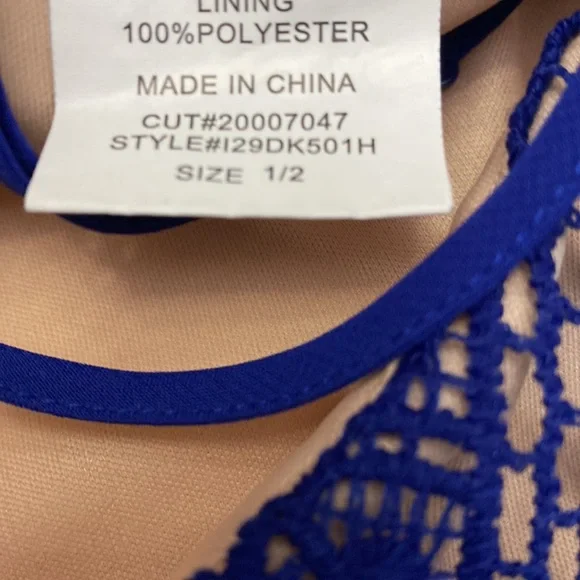 LINING
100%POLYESTER
MADE IN CHINA
CUT#20007047
STYLE#I29DK501H
SIZE 1/2